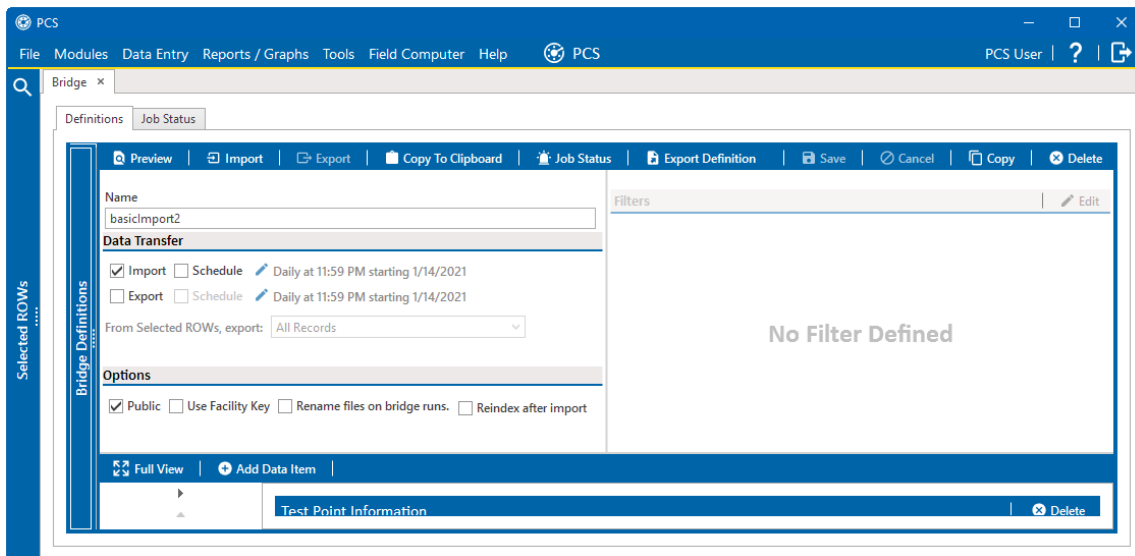 PCS
File Modules Data Entry Reports / Graphs Tools Field Computer Help PCS PCS User | ? |
Bridge ×
Definitions Job Status
Preview | Import | Export | Copy To Clipboard | Job Status | Export Definition | Save | Cancel | Copy | Delete
Name
basicImport2
Filters | Edit
Data Transfer
Import Schedule Daily at 11:59 PM starting 1/14/2021
Export Schedule Daily at 11:59 PM starting 1/14/2021
From Selected ROWs, export: All Records
No Filter Defined
Options
Public Use Facility Key Rename files on bridge runs. Reindex after import
Selected ROWs
Bridge Definitions
Full View | Add Data Item |
Test Point Information | Delete